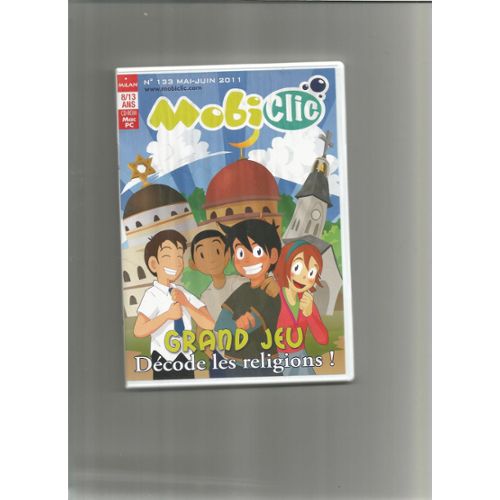 MILAN
N° 133 MAI-JUIN 2011
www.mobiclic.com
8/13
ANS
CD-ROM
Mac
PC
Mobiclic
GRAND JEU
Décode les religions !